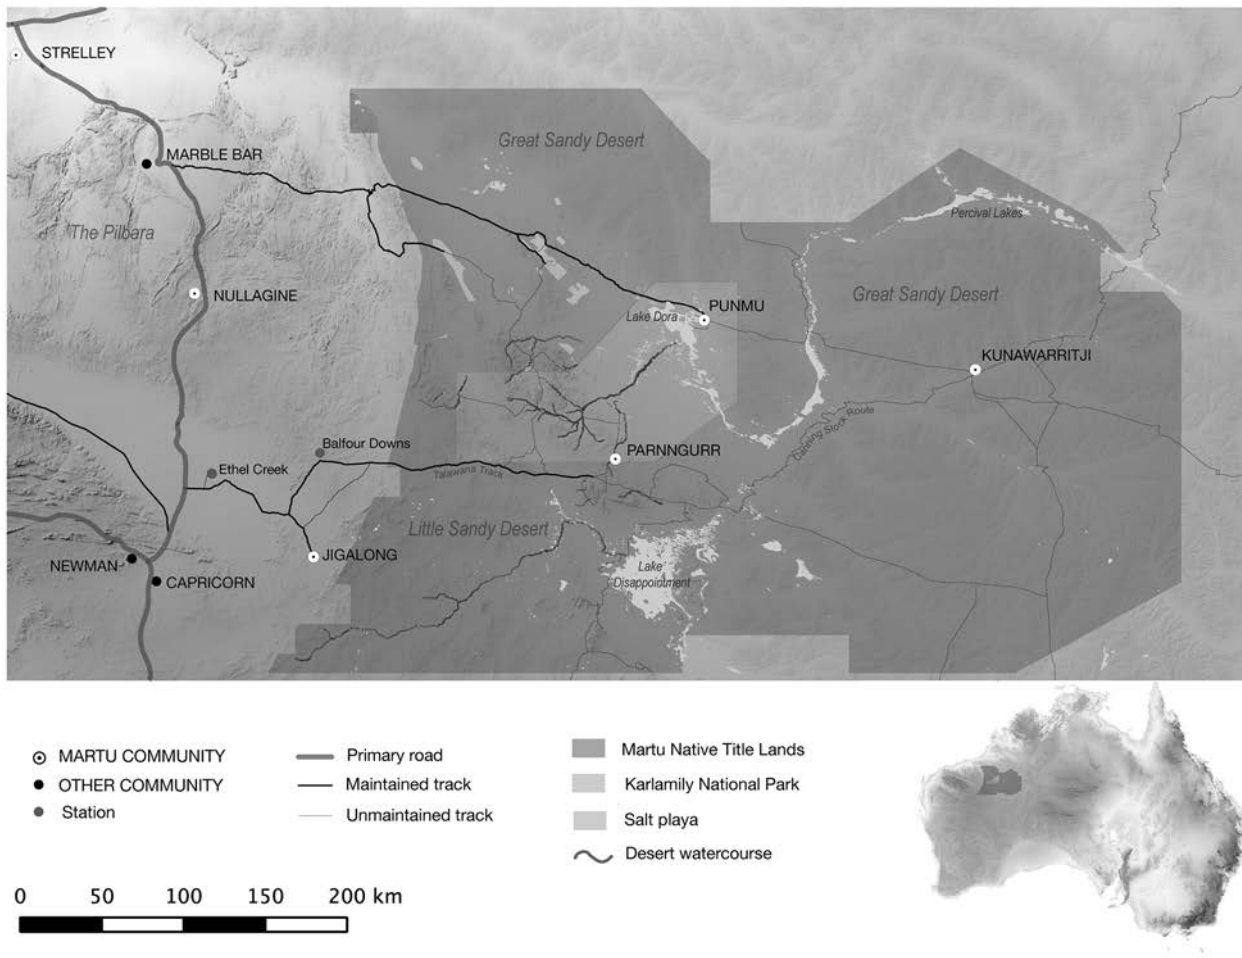 STRELLEY
MARBLE BAR
Great Sandy Desert
Percival Lakes
The Pilbara
NULLAGINE
Great Sandy Desert
PUNMU
Lake Dora
KUNAWARRITJI
Canning Stock Route
Balfour Downs
PARNNGURR
Ethel Creek
Talawana Track
Little Sandy Desert
JIGALONG
NEWMAN
Lake
Disappointment
CAPRICORN
MARTU COMMUNITY
OTHER COMMUNITY
Station
Primary road
Maintained track
Unmaintained track
Martu Native Title Lands
Karlamily National Park
Salt playa
Desert watercourse
0 50 100 150 200 km